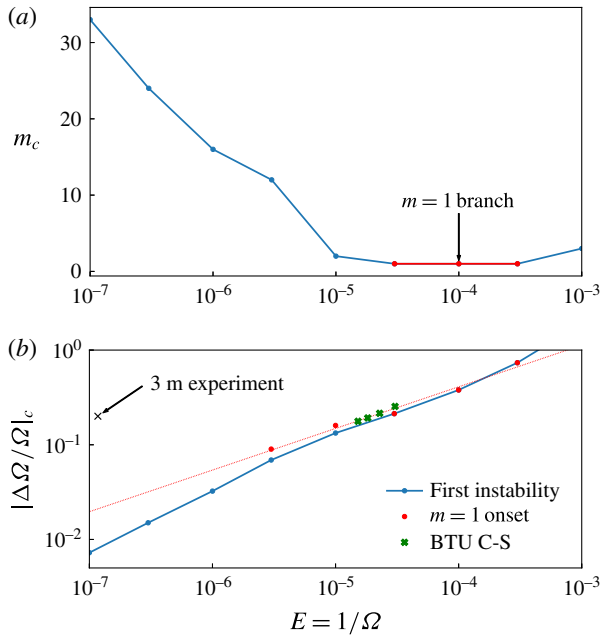 (a)
30
20
10
0
m_c
m = 1 branch
10⁻⁷ 10⁻⁶ 10⁻⁵ 10⁻⁴ 10⁻³
(b)
10⁰
10⁻¹
10⁻²
|ΔΩ/Ω|_c
3 m experiment
First instability
m = 1 onset
BTU C-S
10⁻⁷ 10⁻⁶ 10⁻⁵ 10⁻⁴ 10⁻³
E = 1/Ω